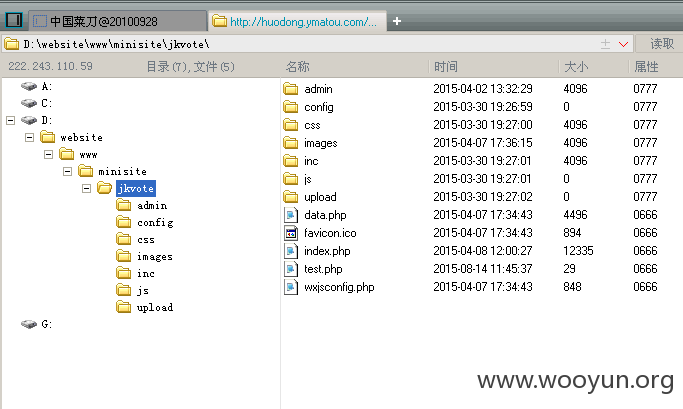 中国菜刀@20100928 http://huodong.ymatou.com/... +
D:\website\www\minisite\jkvote\ 读取
222.243.110.59 目录(7),文件(5) 名称 时间 大小 属性
A:
C:
D:
website
www
minisite
jkvote
admin
config
css
images
inc
js
upload
G:
admin 2015-04-02 13:32:29 4096 0777
config 2015-03-30 19:26:59 0 0777
css 2015-03-30 19:27:00 4096 0777
images 2015-04-07 17:36:15 4096 0777
inc 2015-03-30 19:27:01 4096 0777
js 2015-03-30 19:27:01 0 0777
upload 2015-03-30 19:27:02 0 0777
data.php 2015-04-07 17:34:43 4496 0666
favicon.ico 2015-04-07 17:34:43 894 0666
index.php 2015-04-08 12:00:27 12335 0666
test.php 2015-08-14 11:45:37 29 0666
wxjsconfig.php 2015-04-07 17:34:43 848 0666
www.wooyun.org